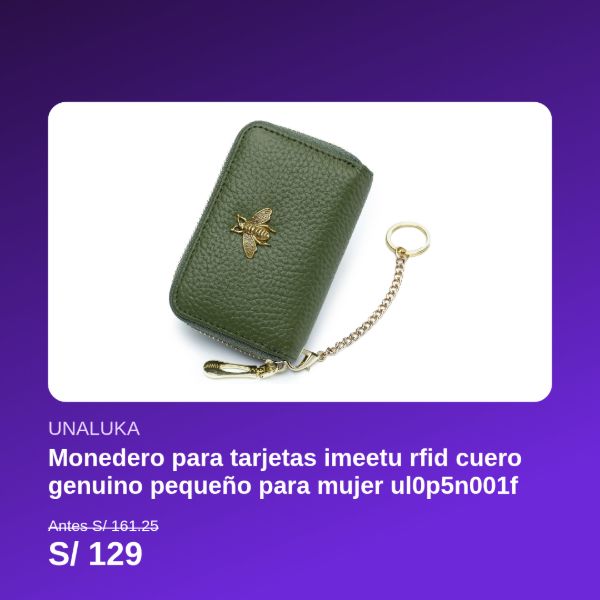 UNALUKA
Monedero para tarjetas imeetu rfid cuero
genuino pequeño para mujer ul0p5n001f
Antes S/ 161.25
S/ 129